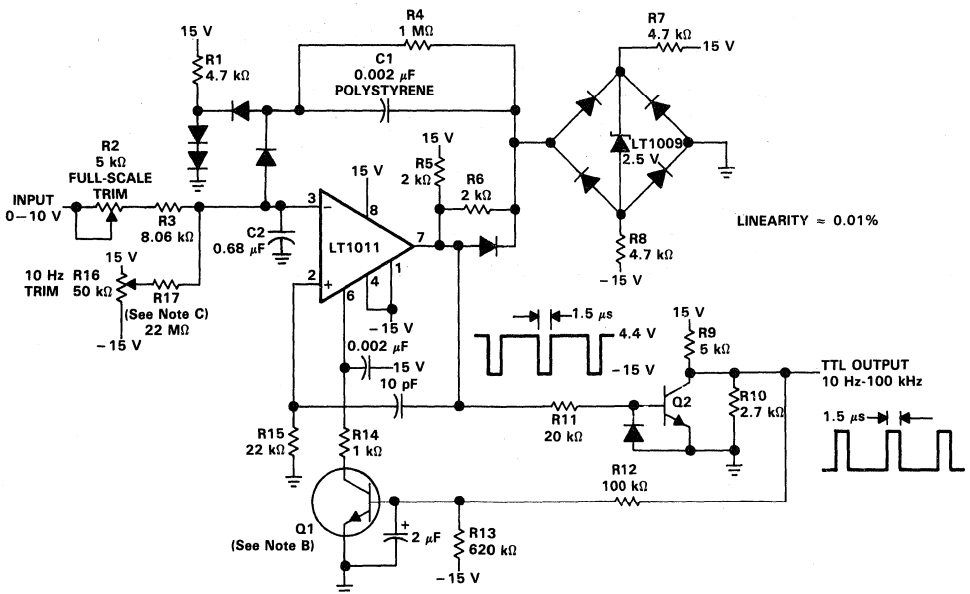 R4
1 MΩ
15 V
R1
4.7 kΩ
C1
0.002 μF
POLYSTYRENE
R7
4.7 kΩ
15 V
LT1009
2.5 V
R8
4.7 kΩ
−15 V
LINEARITY ≈ 0.01%
R2
5 kΩ
FULL-SCALE
TRIM
INPUT
0−10 V
R3
8.06 kΩ
15 V
R5
2 kΩ
R6
2 kΩ
15 V
3
−
8
C2
0.68 μF
LT1011
7
2
+
6
4
1
−15 V
15 V
10 Hz
TRIM
R16
50 kΩ
R17
(See Note C)
22 MΩ
−15 V
0.002 μF
15 V
10 pF
1.5 μs
4.4 V
−15 V
15 V
R9
5 kΩ
TTL OUTPUT
10 Hz-100 kHz
Q2
R10
2.7 kΩ
1.5 μs
R11
20 kΩ
R15
22 kΩ
R14
1 kΩ
R12
100 kΩ
Q1
(See Note B)
+
2 μF
R13
620 kΩ
−15 V